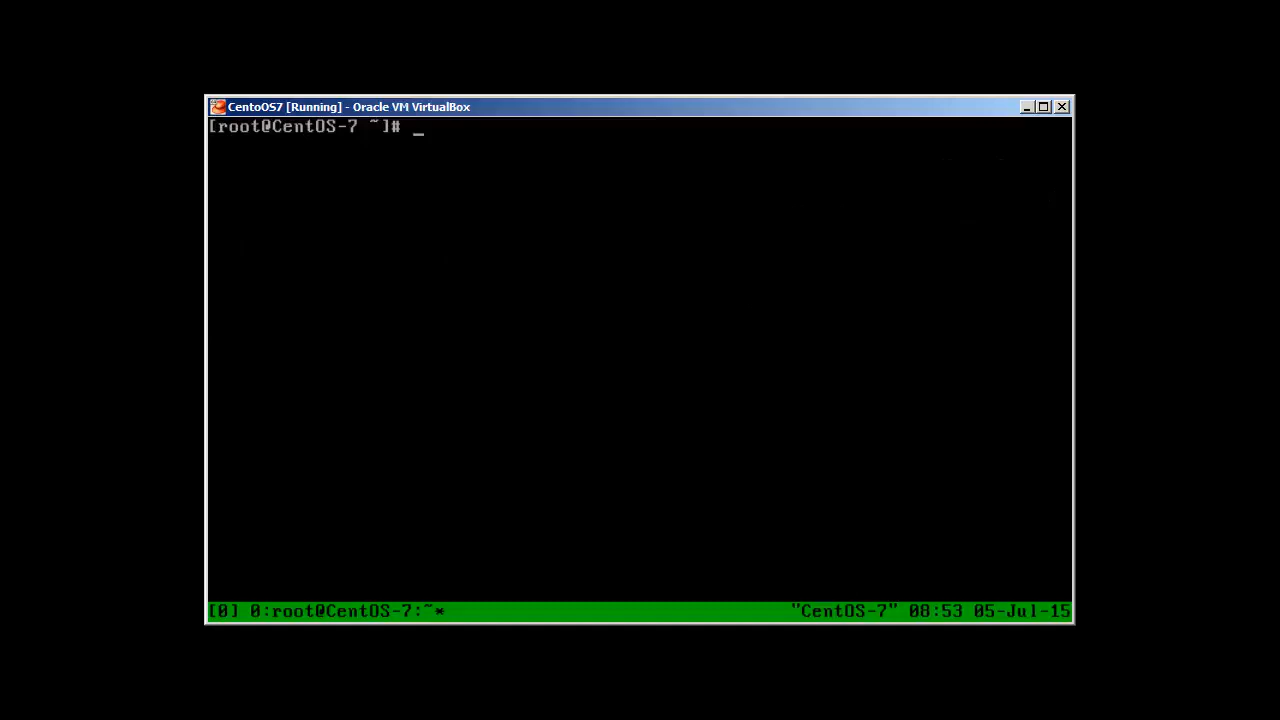 CentoOS7 [Running] - Oracle VM VirtualBox
[root@CentOS-7 ~]# _
[0] 0:root@CentOS-7:~* "CentOS-7" 08:53 05-Jul-15